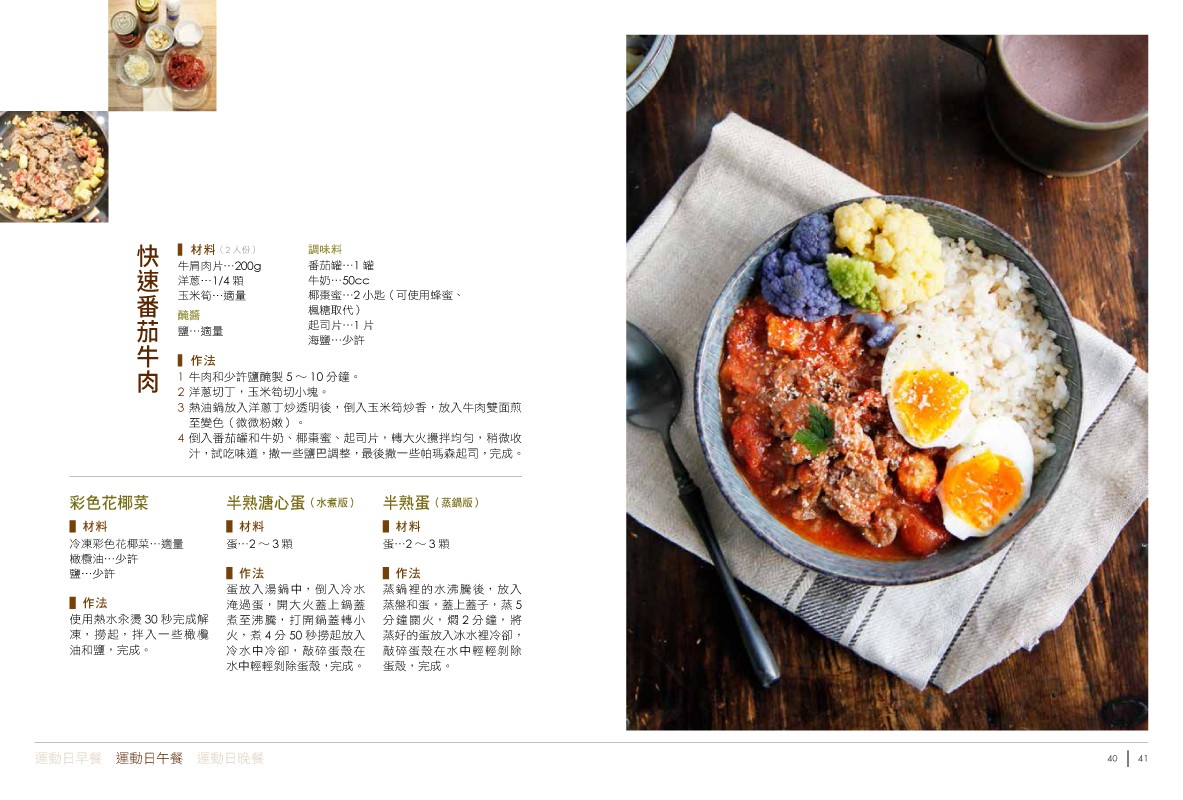 快速番茄牛肉
材料（2人份）
牛肩肉片…200g
洋蔥…1/4 顆
玉米筍…適量
醃醬
鹽…適量
調味料
番茄罐…1 罐
牛奶…50cc
椰棗蜜…2 小匙（可使用蜂蜜、
楓糖取代）
起司片…1 片
海鹽…少許
作法
1 牛肉和少許鹽醃製 5 ～ 10 分鐘。
2 洋蔥切丁，玉米筍切小塊。
3 熱油鍋放入洋蔥丁炒透明後，倒入玉米筍炒香，放入牛肉雙面煎
至變色（微微粉嫩）。
4 倒入番茄罐和牛奶、椰棗蜜、起司片，轉大火攪拌均勻，稍微收
汁，試吃味道，撒一些鹽巴調整，最後撒一些帕瑪森起司，完成。
彩色花椰菜
材料
冷凍彩色花椰菜…適量
橄欖油…少許
鹽…少許
作法
使用熱水汆燙 30 秒完成解
凍，撈起，拌入一些橄欖
油和鹽，完成。
半熟溏心蛋（水煮版）
材料
蛋…2 ～ 3 顆
作法
蛋放入湯鍋中，倒入冷水
淹過蛋，開大火蓋上鍋蓋
煮至沸騰，打開鍋蓋轉小
火，煮 4 分 50 秒撈起放入
冷水中冷卻，敲碎蛋殼在
水中輕輕剝除蛋殼，完成。
半熟蛋（蒸鍋版）
材料
蛋…2 ～ 3 顆
作法
蒸鍋裡的水沸騰後，放入
蒸盤和蛋，蓋上蓋子，蒸 5
分鐘關火，燜 2 分鐘，將
蒸好的蛋放入冰水裡冷卻，
敲碎蛋殼在水中輕輕剝除
蛋殼，完成。
運動日早餐 運動日午餐 運動日晚餐
40 | 41